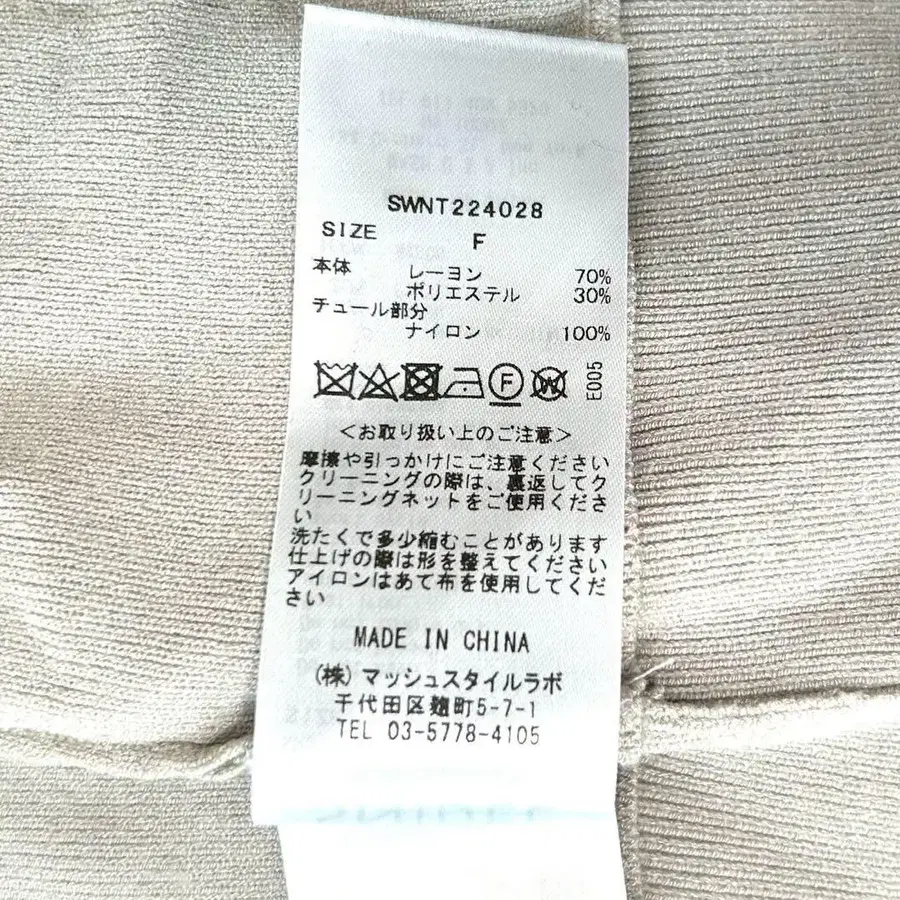 SWNT224028
SIZE F
本体 レーヨン 70%
ポリエステル 30%
チュール部分
ナイロン 100%
F W E005
＜お取り扱い上のご注意＞
摩擦や引っかけにご注意ください
クリーニングの際は、裏返してク
リーニングネットをご使用くださ
い
洗たくで多少縮むことがあります
仕上げの際は形を整えてください
アイロンはあて布を使用してくだ
さい
MADE IN CHINA
(株) マッシュスタイルラボ
千代田区麹町5-7-1
TEL 03-5778-4105